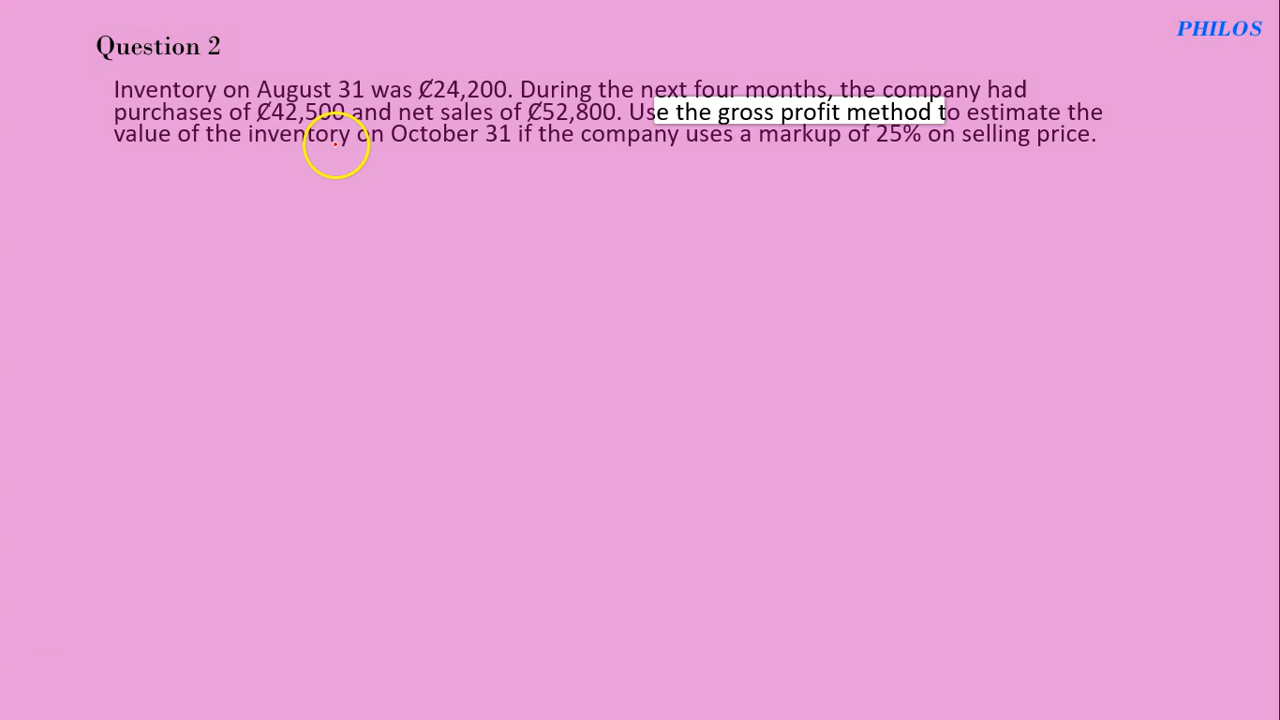 PHILOS
Question 2
Inventory on August 31 was ₡24,200. During the next four months, the company had
purchases of ₡42,500 and net sales of ₡52,800. Use the gross profit method to estimate the
value of the inventory on October 31 if the company uses a markup of 25% on selling price.